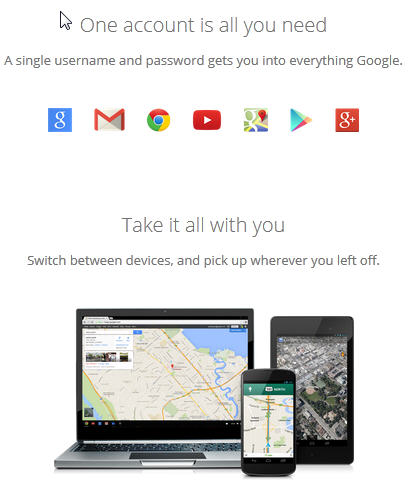 One account is all you need
A single username and password gets you into everything Google.
g
g+
Take it all with you
Switch between devices, and pick up wherever you left off.
NORTH